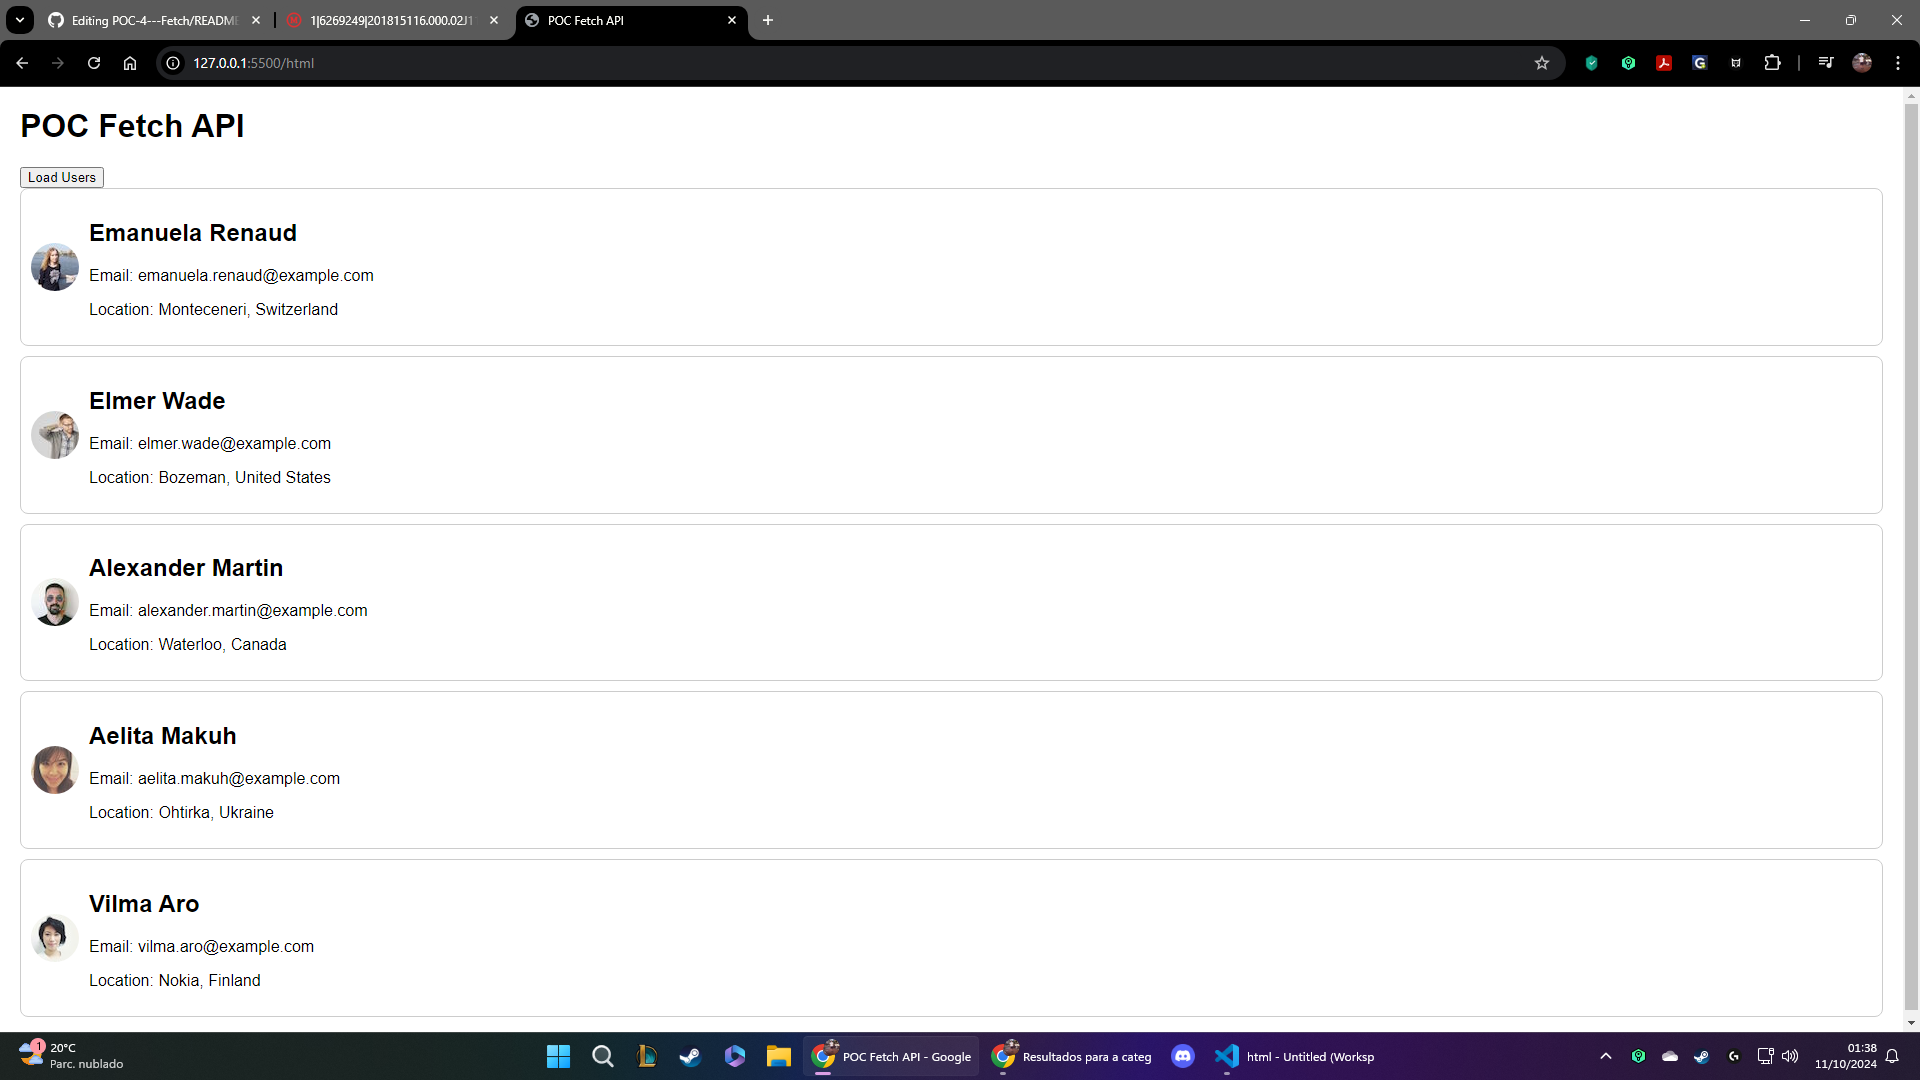 Editing POC-4---Fetch/README
1|6269249|201815116.000.02J1
POC Fetch API
127.0.0.1:5500/html
POC Fetch API
Load Users
Emanuela Renaud
Email: emanuela.renaud@example.com
Location: Monteceneri, Switzerland
Elmer Wade
Email: elmer.wade@example.com
Location: Bozeman, United States
Alexander Martin
Email: alexander.martin@example.com
Location: Waterloo, Canada
Aelita Makuh
Email: aelita.makuh@example.com
Location: Ohtirka, Ukraine
Vilma Aro
Email: vilma.aro@example.com
Location: Nokia, Finland
1
20°C
Parc. nublado
POC Fetch API - Google
Resultados para a categ
html - Untitled (Worksp
01:38
11/10/2024